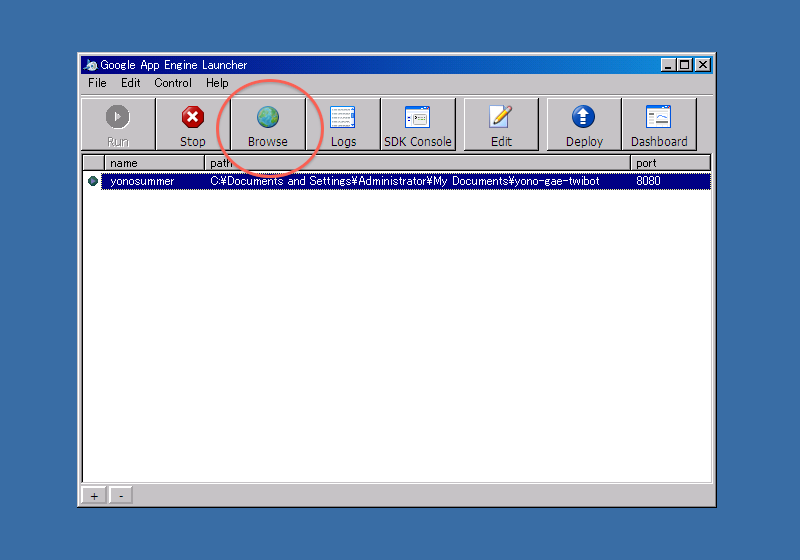 Google App Engine Launcher
File Edit Control Help
Run Stop Browse Logs SDK Console Edit Deploy Dashboard
name path port
yonosummer C:¥Documents and Settings¥Administrator¥My Documents¥yono-gae-twibot 8080
+ -